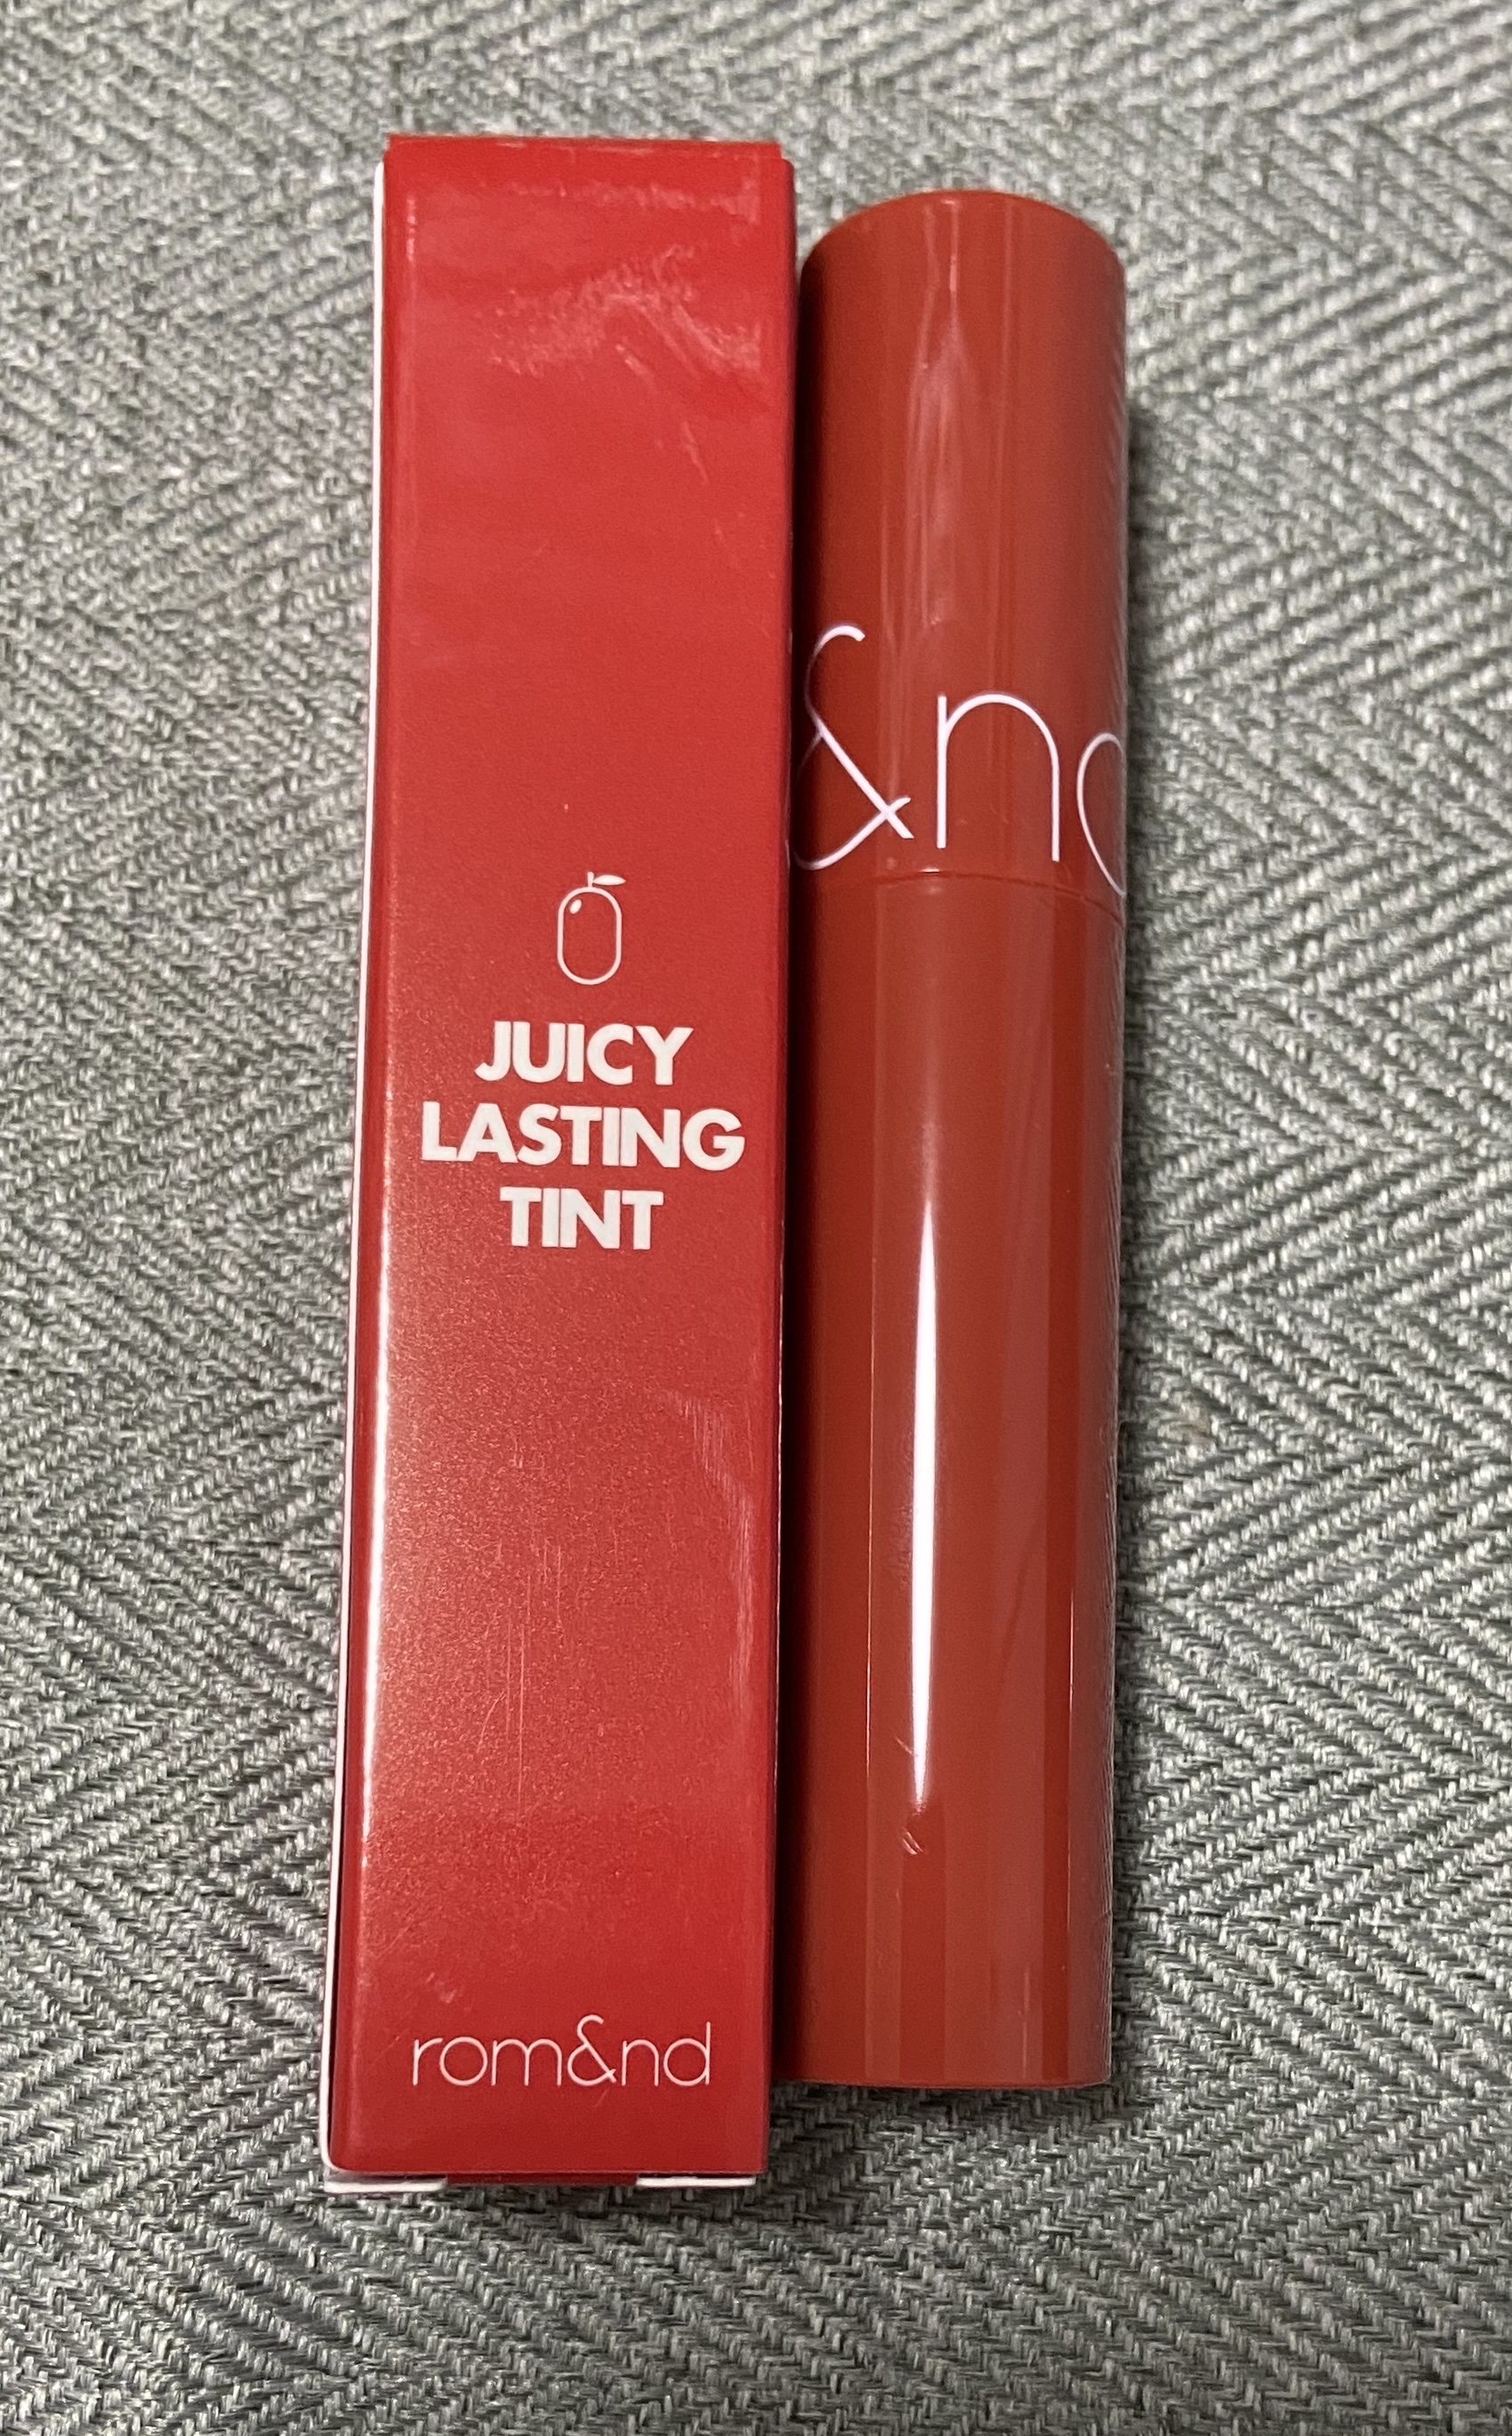 JUICY
LASTING
TINT
rom&nd
&nd